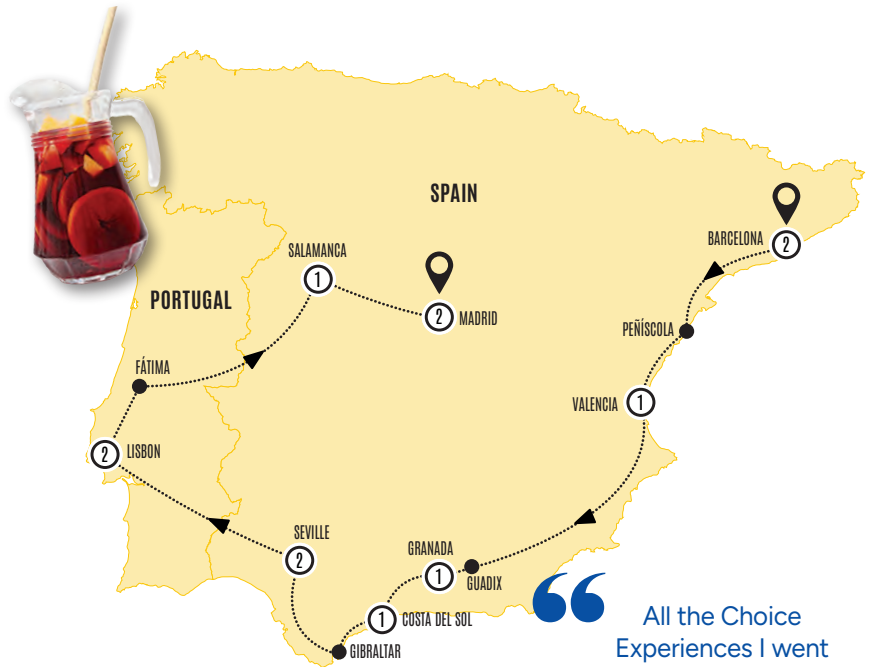 SPAIN
BARCELONA
2
SALAMANCA
1
PORTUGAL
2 MADRID
PEÑÍSCOLA
FÁTIMA
VALENCIA 1
2 LISBON
SEVILLE
2
GRANADA
1
GUADIX
1 COSTA DEL SOL
GIBRALTAR
“
All the Choice
Experiences I went